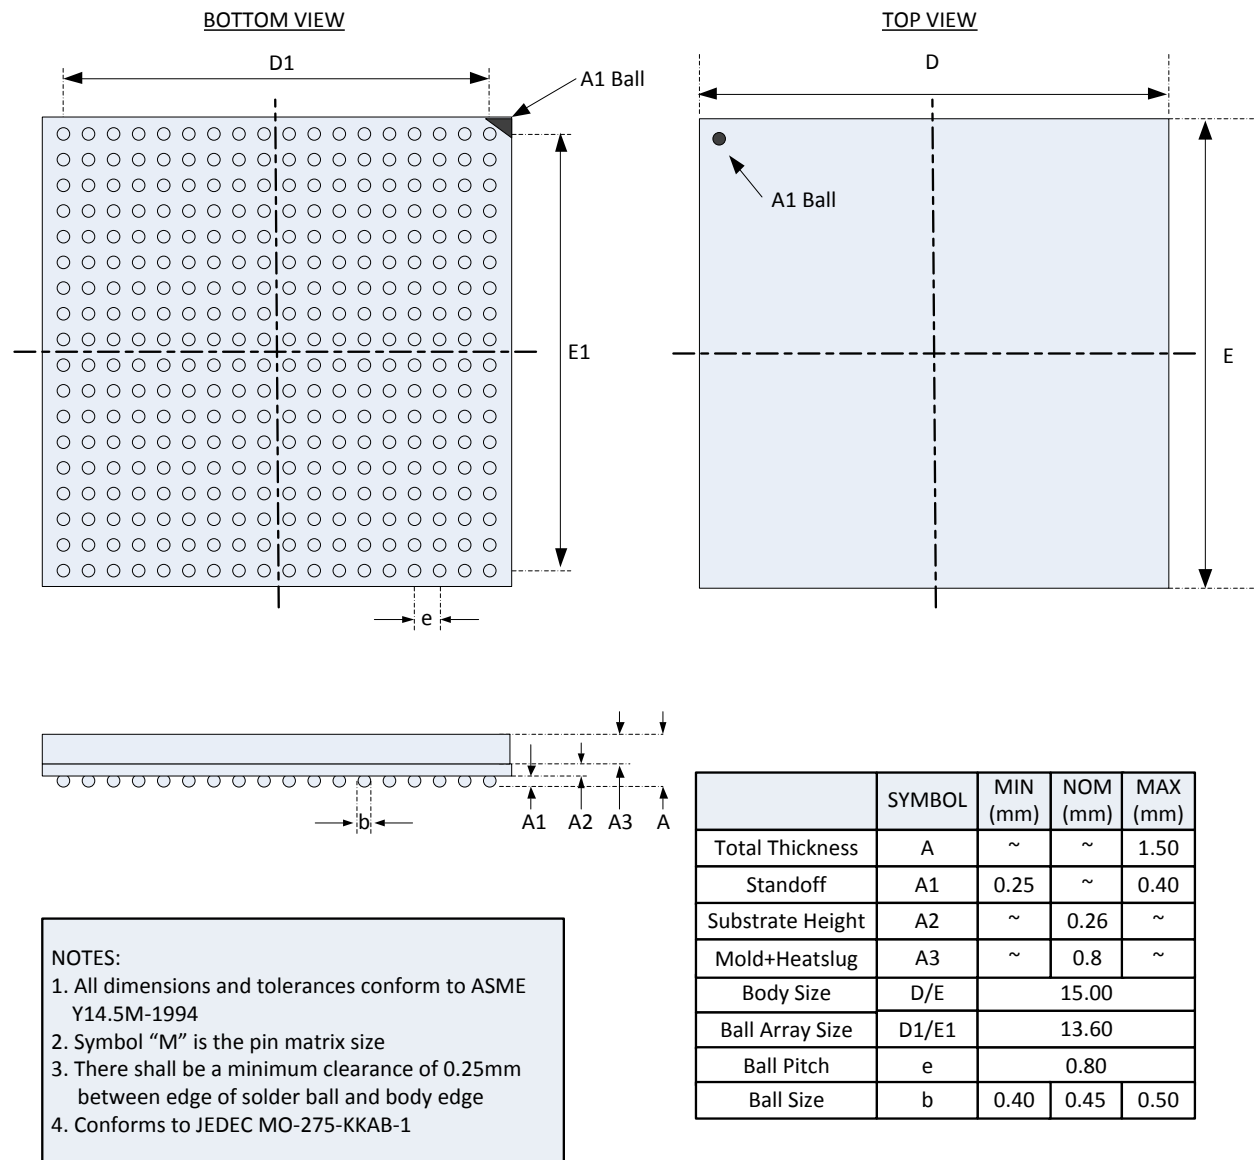 BOTTOM VIEW
TOP VIEW
D1
D
A1 Ball
A1 Ball
E1
E
e
b
A1 A2 A3 A
SYMBOL MIN (mm) NOM (mm) MAX (mm)
Total Thickness A ~ ~ 1.50
Standoff A1 0.25 ~ 0.40
Substrate Height A2 ~ 0.26 ~
Mold+Heatslug A3 ~ 0.8 ~
Body Size D/E 15.00
Ball Array Size D1/E1 13.60
Ball Pitch e 0.80
Ball Size b 0.40 0.45 0.50
NOTES:
1. All dimensions and tolerances conform to ASME
Y14.5M-1994
2. Symbol “M” is the pin matrix size
3. There shall be a minimum clearance of 0.25mm
between edge of solder ball and body edge
4. Conforms to JEDEC MO-275-KKAB-1